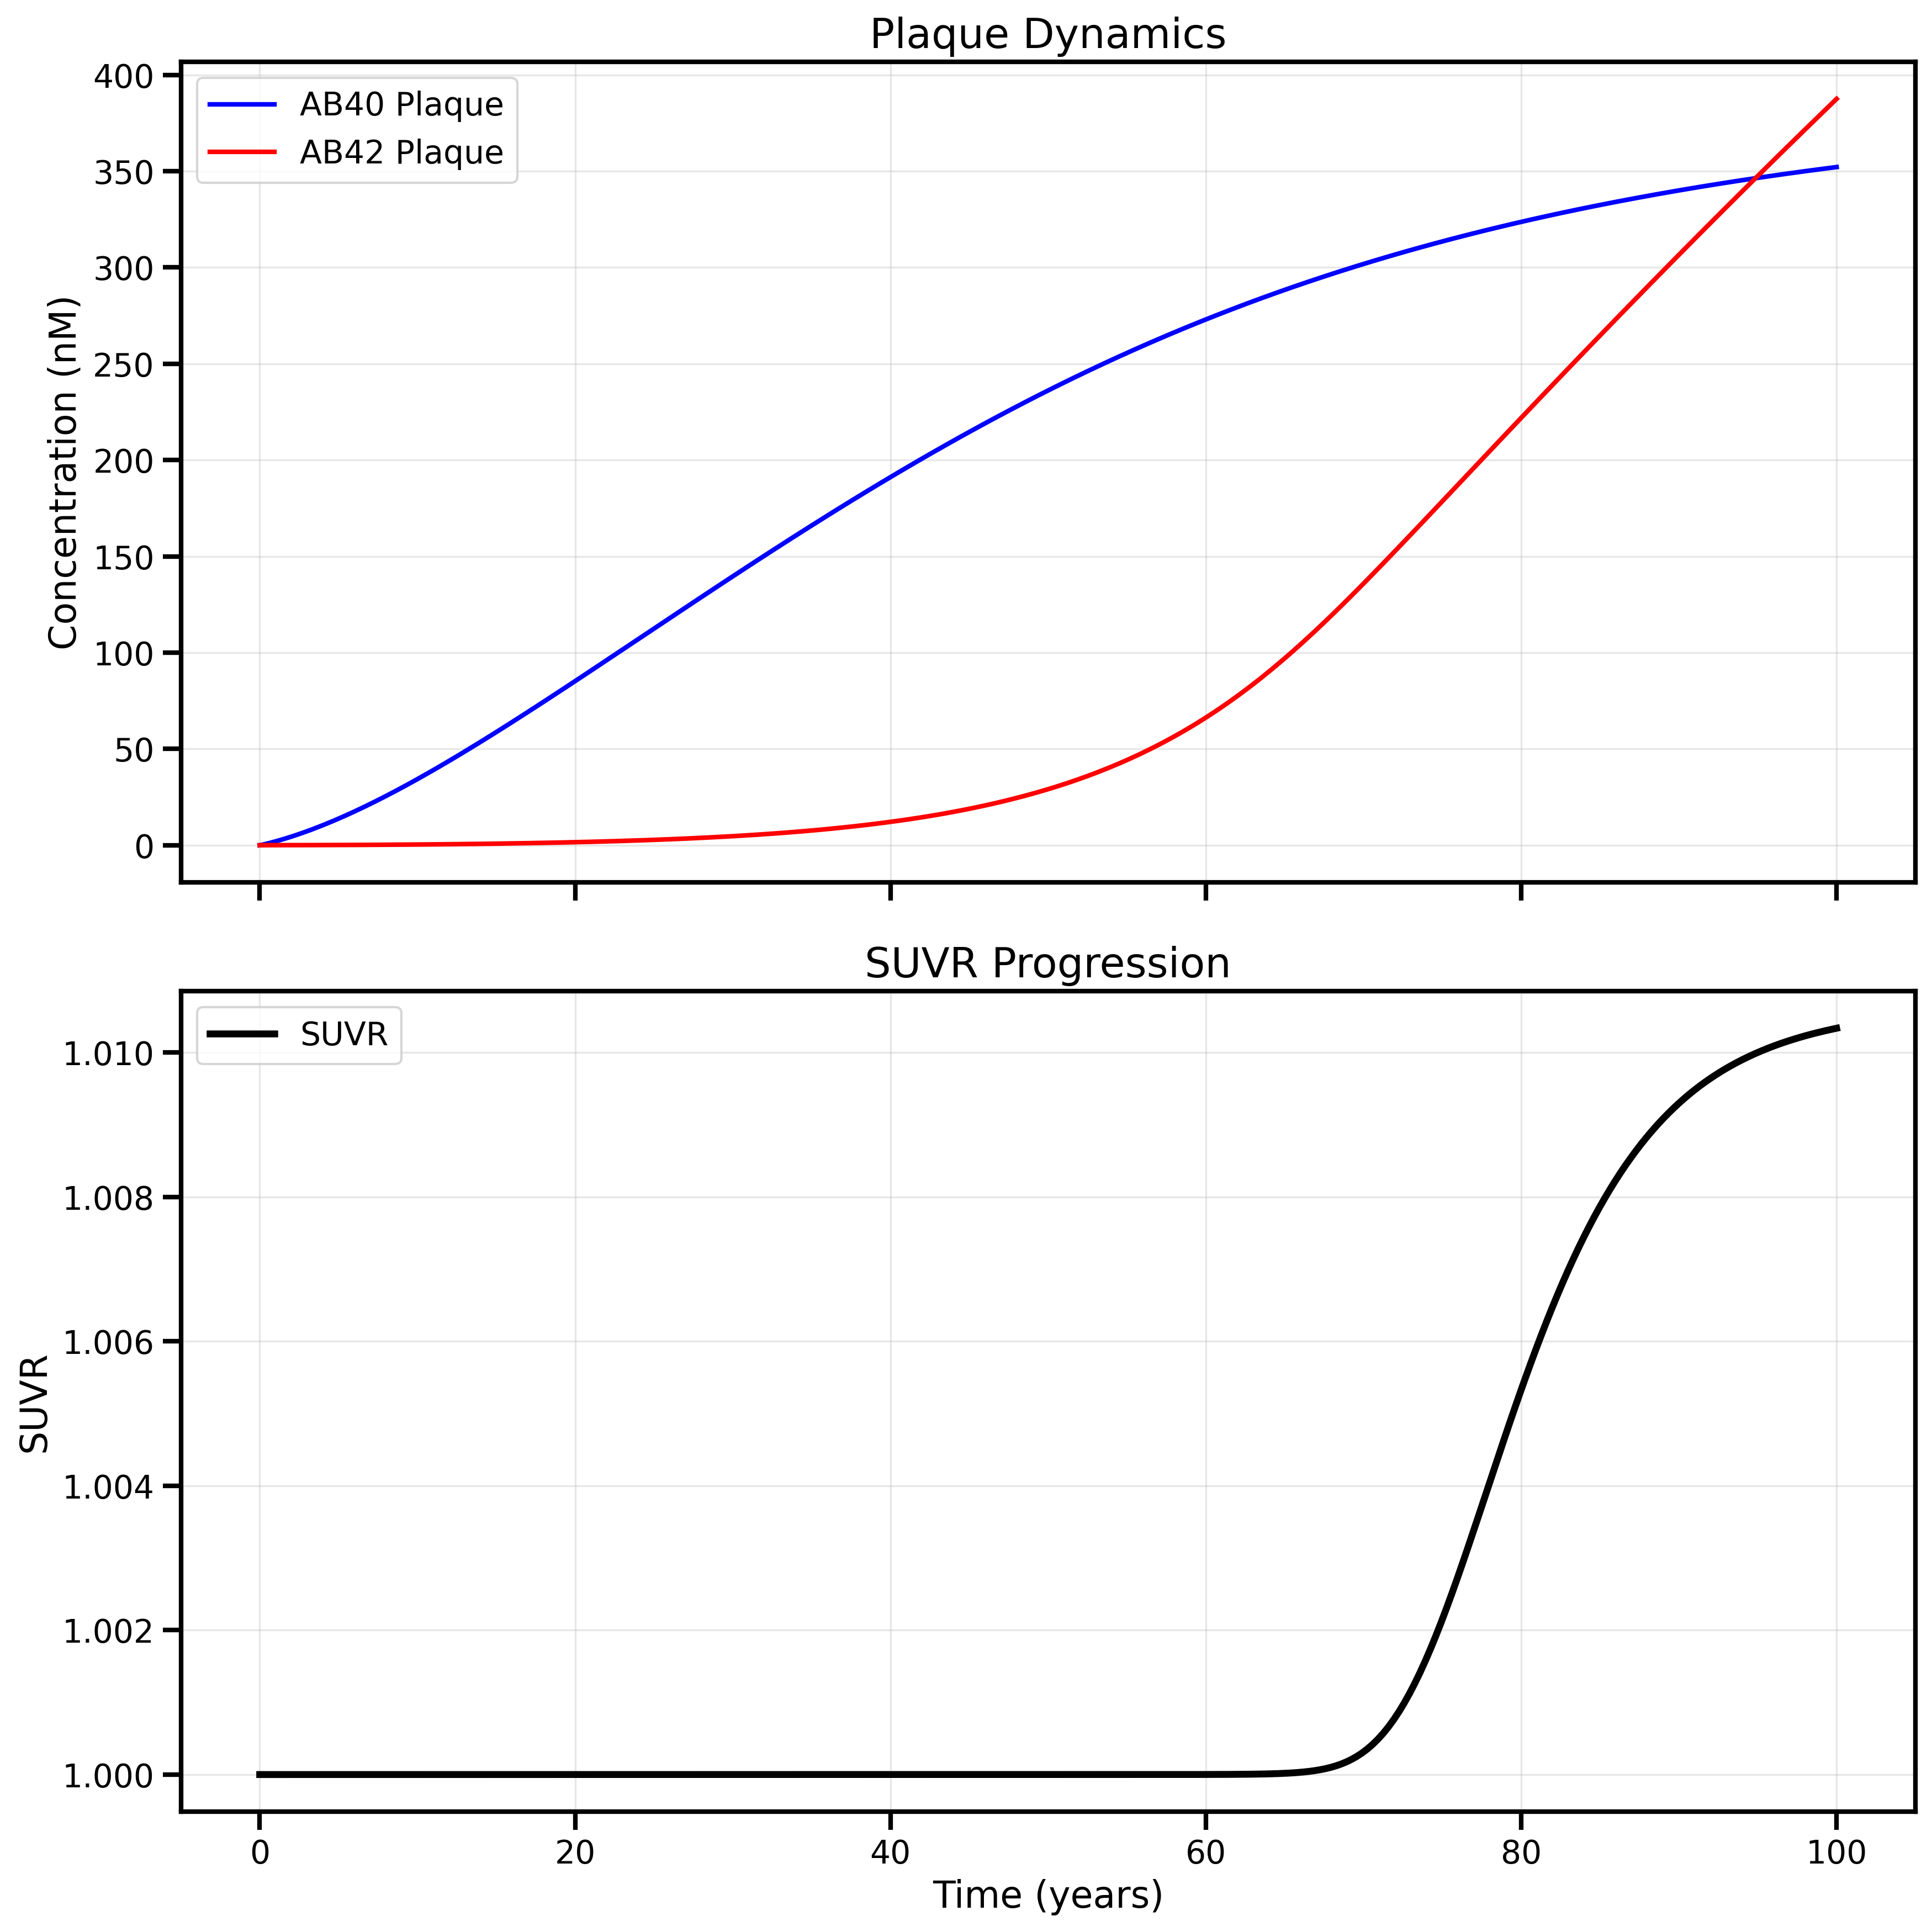 Plaque Dynamics
400
350
300
250
200
150
100
50
0
Concentration (nM)
AB40 Plaque
AB42 Plaque
SUVR Progression
1.010
1.008
1.006
1.004
1.002
1.000
SUVR
SUVR
0 20 40 60 80 100
Time (years)